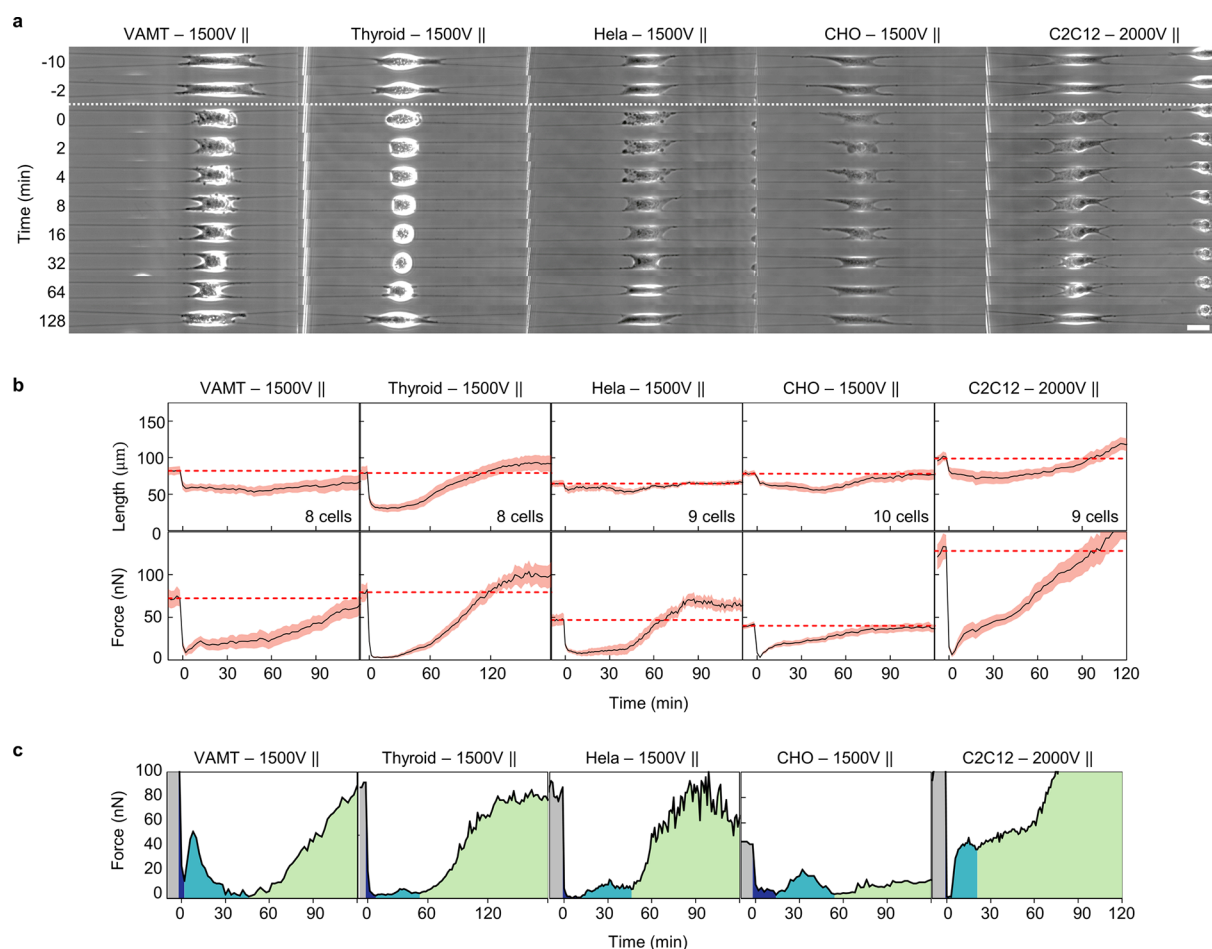 a
VAMT – 1500V || Thyroid – 1500V || Hela – 1500V || CHO – 1500V || C2C12 – 2000V ||
Time (min)
-10
-2
0
2
4
8
16
32
64
128
b
VAMT – 1500V || Thyroid – 1500V || Hela – 1500V || CHO – 1500V || C2C12 – 2000V ||
Length (μm)
150
100
50
0
8 cells 8 cells 9 cells 10 cells 9 cells
Force (nN)
0
100
50
0
0 30 60 90 0 60 120 0 30 60 90 0 30 60 90 0 30 60 90 120
Time (min)
c
VAMT – 1500V || Thyroid – 1500V || Hela – 1500V || CHO – 1500V || C2C12 – 2000V ||
Force (nN)
100
80
60
40
20
0
0 30 60 90 0 60 120 0 30 60 90 0 30 60 90 0 30 60 90 120
Time (min)